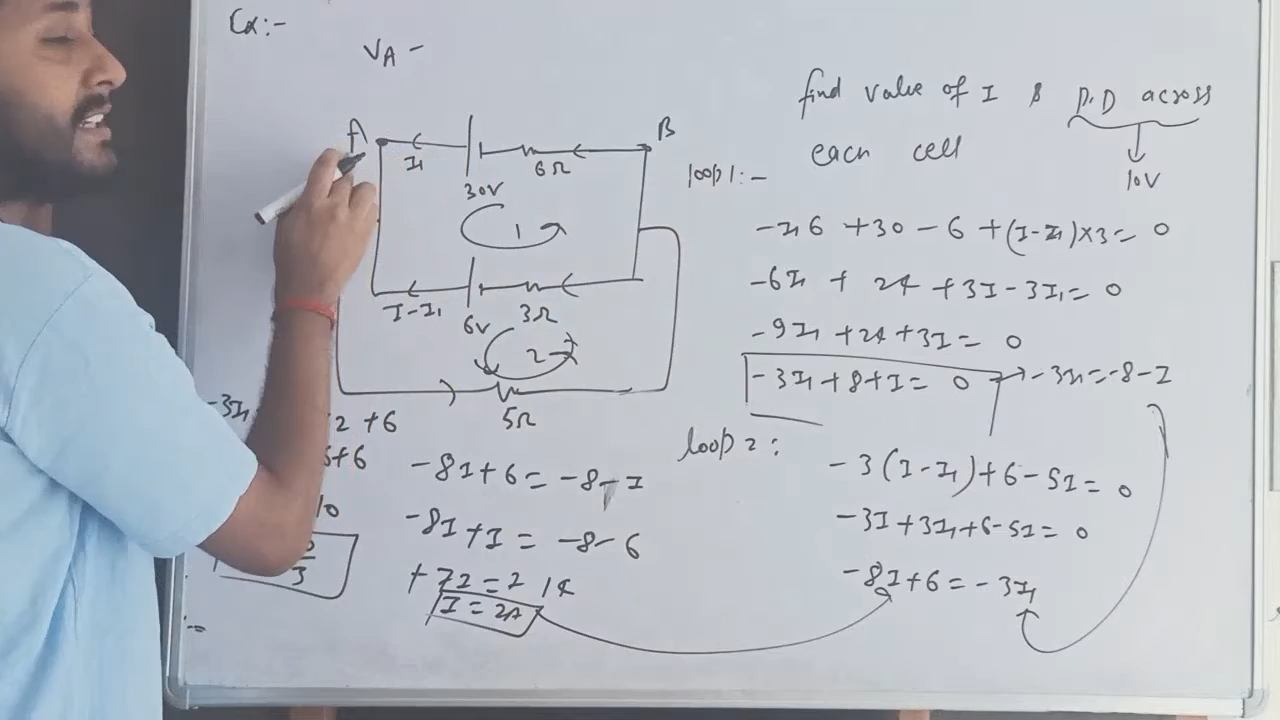 Ex:-
VA -
find value of I & P.D across
each cell
10V
A
B
I₁
30V
6Ω
1
I-I₁
6V
3Ω
2
5Ω
loop 1:-
-I₁6 +30 - 6 +(I-I₁)×3 = 0
-6I₁ + 24 +3I-3I₁= 0
-9I₁ +24 +3I = 0
-3I₁ +8+I = 0 → -3I₁ = -8-I
loop 2:
-3(I-I₁)+6-5I = 0
-3I+3I₁+6-5I = 0
-8I+6 = -3I₁
-3I₁
2 +6
+6
10
3
-8I+6 = -8-I
-8I+I = -8-6
+7I = 14
I = 2A